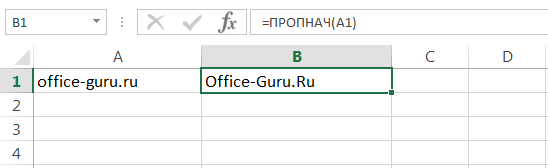 B1 fx =ПРОПНАЧ(A1)
A B C D
1 office-guru.ru Office-Guru.Ru
2
3
4